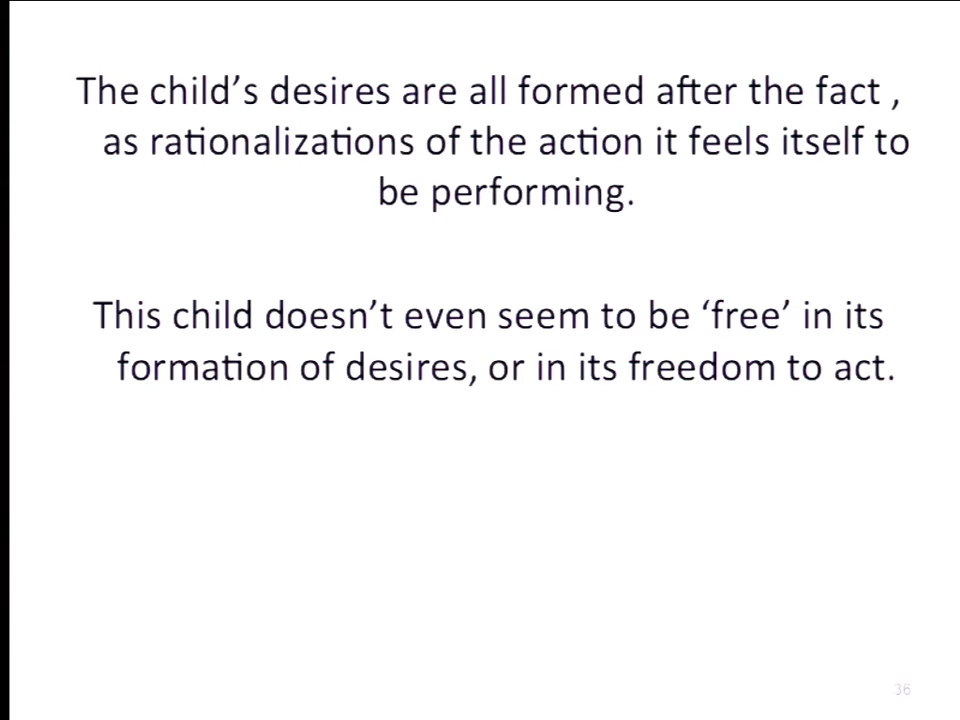 The child’s desires are all formed after the fact ,
as rationalizations of the action it feels itself to
be performing.
This child doesn’t even seem to be ‘free’ in its
formation of desires, or in its freedom to act.
36